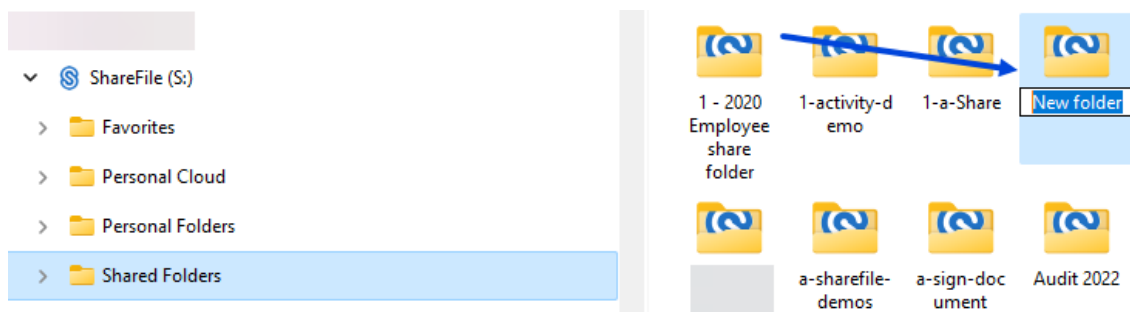 ShareFile (S:)
Favorites
Personal Cloud
Personal Folders
Shared Folders
1 - 2020
Employee
share
folder
1-activity-d
emo
1-a-Share
New folder
a-sharefile-
demos
a-sign-doc
ument
Audit 2022